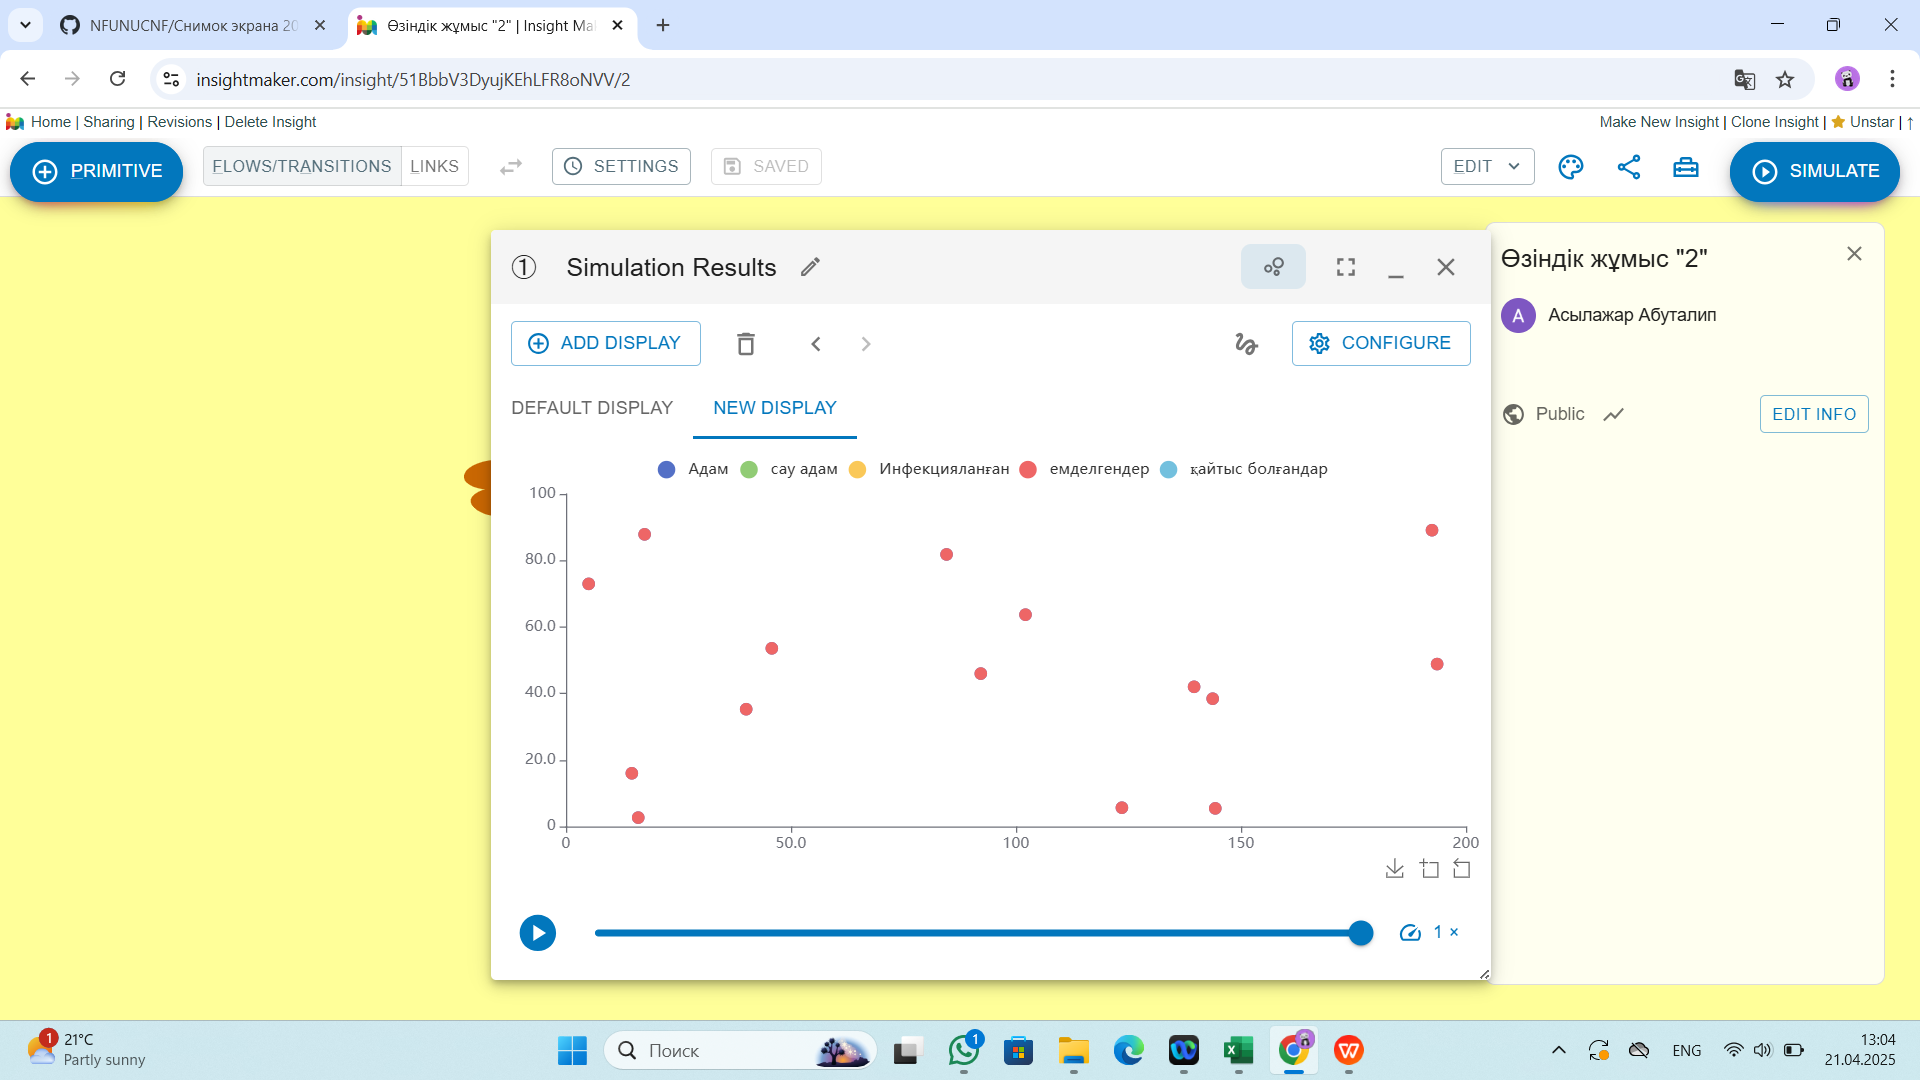 NFUNUCNF/Снимок экрана 20
Өзіндік жұмыс "2" | Insight Ma
insightmaker.com/insight/51BbbV3DyujKEhLFR8oNVV/2
Home | Sharing | Revisions | Delete Insight
Make New Insight | Clone Insight | Unstar | ↑
PRIMITIVE
FLOWS/TRANSITIONS
LINKS
SETTINGS
SAVED
EDIT
SIMULATE
1 Simulation Results
ADD DISPLAY
CONFIGURE
DEFAULT DISPLAY
NEW DISPLAY
Адам
сау адам
Инфекцияланған
емделгендер
қайтыс болғандар
100
80.0
60.0
40.0
20.0
0
0
50.0
100
150
200
1 ×
Өзіндік жұмыс "2"
А
Асылажар Абуталип
Public
EDIT INFO
1
21°C
Partly sunny
Поиск
1
ENG
13:04
21.04.2025